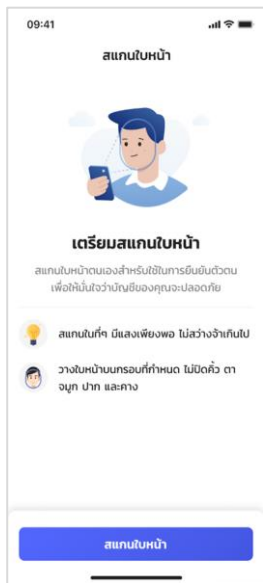 09:41
สแกนใบหน้า
เตรียมสแกนใบหน้า
สแกนใบหน้าตนเองสำหรับใช้ในการยืนยันตัวตน
เพื่อให้มั่นใจว่าบัญชีของคุณจะปลอดภัย
สแกนในที่ๆ มีแสงเพียงพอ ไม่สว่างจ้าเกินไป
วางใบหน้าบนกรอบที่กำหนด ไม่ปิดคิ้ว ตา
จมูก ปาก และคาง
สแกนใบหน้า